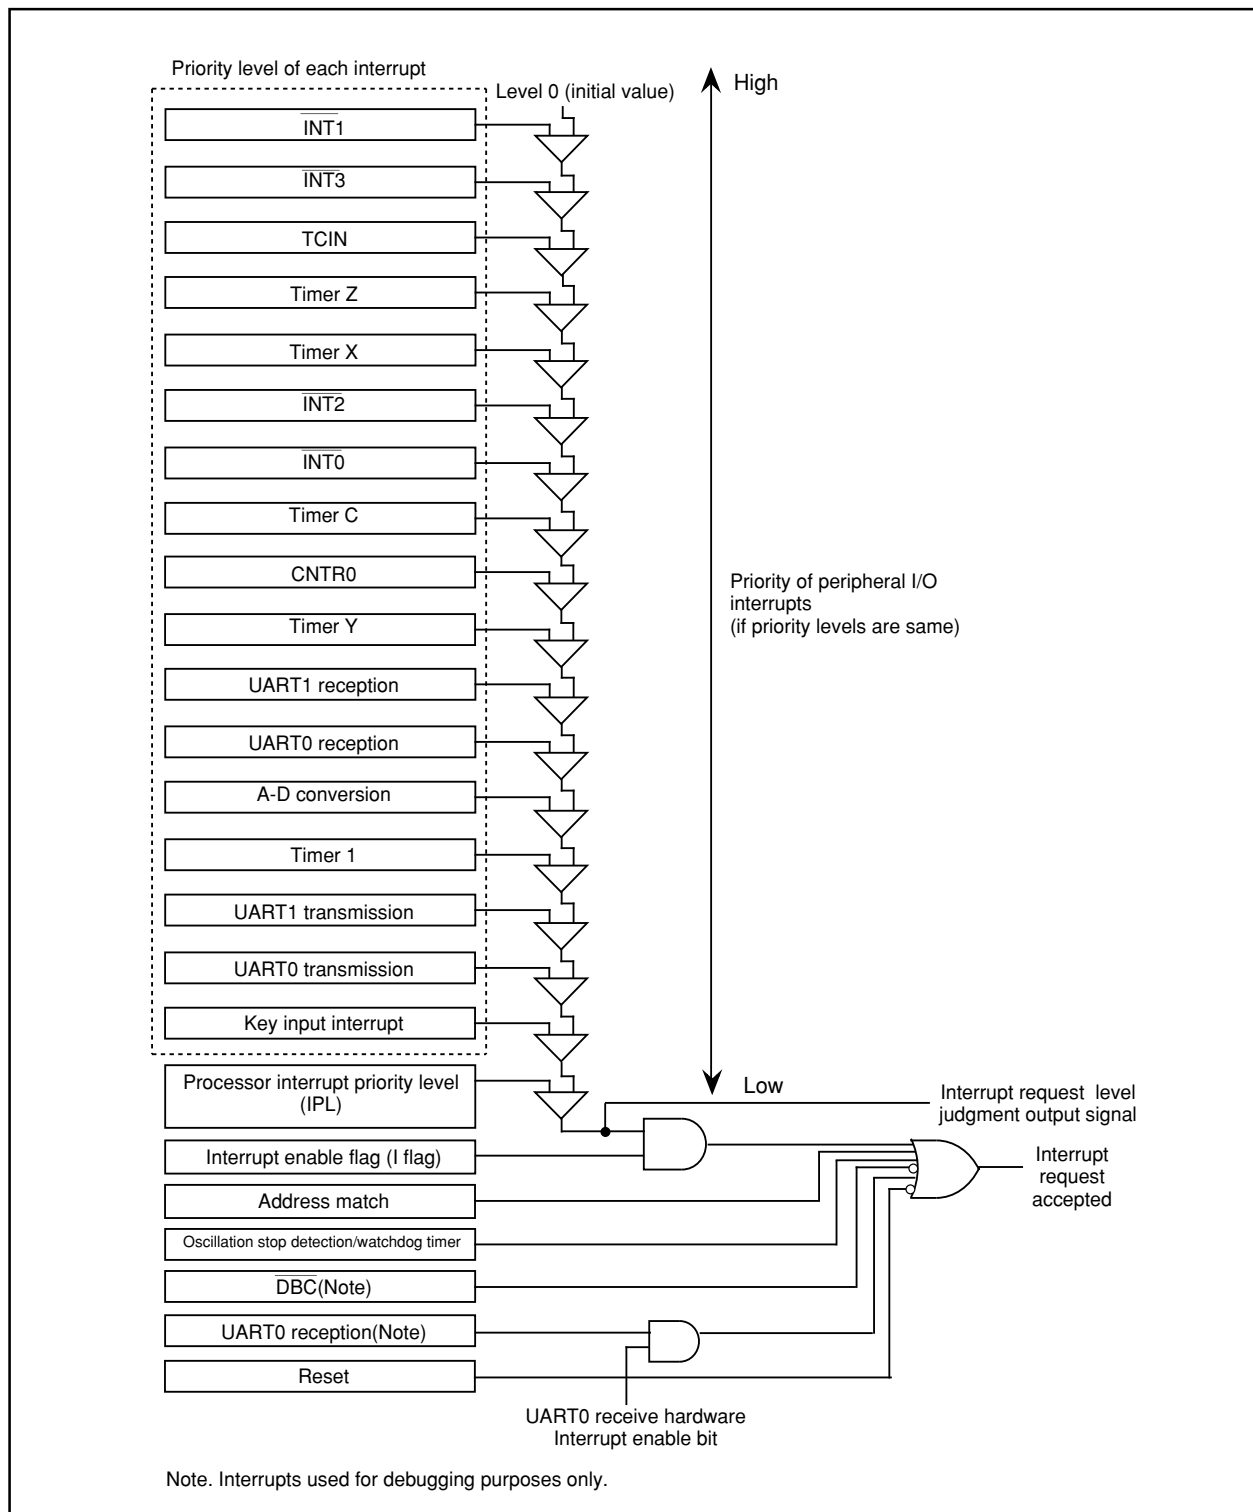 Priority level of each interrupt
Level 0 (initial value)
High
INT1
INT3
TCIN
Timer Z
Timer X
INT2
INT0
Timer C
CNTR0
Timer Y
UART1 reception
UART0 reception
A-D conversion
Timer 1
UART1 transmission
UART0 transmission
Key input interrupt
Priority of peripheral I/O
interrupts
(if priority levels are same)
Low
Processor interrupt priority level
(IPL)
Interrupt request level
judgment output signal
Interrupt enable flag (I flag)
Interrupt
request
accepted
Address match
Oscillation stop detection/watchdog timer
DBC(Note)
UART0 reception(Note)
Reset
UART0 receive hardware
Interrupt enable bit
Note. Interrupts used for debugging purposes only.